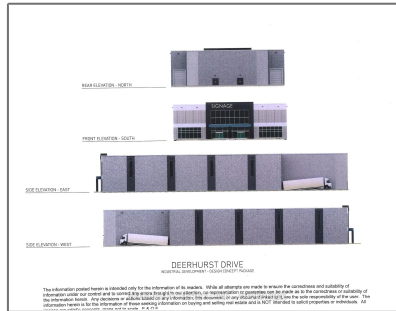 REAR ELEVATION - NORTH
SIGNAGE
FRONT ELEVATION - SOUTH
SIDE ELEVATION - EAST
SIDE ELEVATION - WEST
DEERHURST DRIVE
INDUSTRIAL DEVELOPMENT - DESIGN CONCEPT PACKAGE
The information posted herein is intended only for the information of its readers. While all attempts are made to ensure the correctness and suitability of
information under our control and to correct any errors brought to our attention, no representation or guarantee can be made as to the correctness or suitability of
the information herein. Any decisions or actions based on any information, this document, or any document linked to it, are the sole responsibility of the user. The
information herein is for the information of those seeking information on buying and selling real estate and is NOT intended to solicit properties or individuals. All